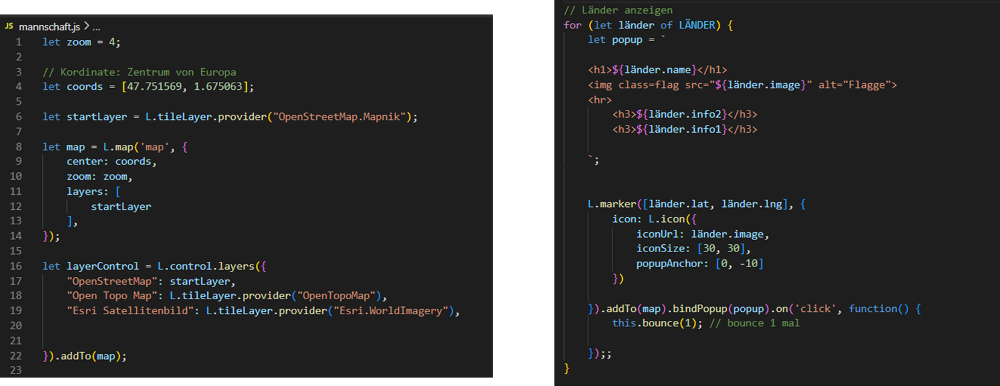 JS mannschaft.js > ...
1 let zoom = 4;
2
3 // Kordinate: Zentrum von Europa
4 let coords = [47.751569, 1.675063];
5
6 let startLayer = L.tileLayer.provider("OpenStreetMap.Mapnik");
7
8 let map = L.map('map', {
9 center: coords,
10 zoom: zoom,
11 layers: [
12 startLayer
13 ],
14 });
15
16 let layerControl = L.control.layers({
17 "OpenStreetMap": startLayer,
18 "Open Topo Map": L.tileLayer.provider("OpenTopoMap"),
19 "Esri Satellitenbild": L.tileLayer.provider("Esri.WorldImagery"),
20
21
22 }).addTo(map);
23
// Länder anzeigen
for (let länder of LÄNDER) {
let popup = `
<h1>${länder.name}</h1>
<img class=flag src="${länder.image}" alt="Flagge">
<hr>
<h3>${länder.info2}</h3>
<h3>${länder.info1}</h3>
`;
L.marker([länder.lat, länder.lng], {
icon: L.icon({
iconUrl: länder.image,
iconSize: [30, 30],
popupAnchor: [0, -10]
})
}).addTo(map).bindPopup(popup).on('click', function() {
this.bounce(1); // bounce 1 mal
});;
}